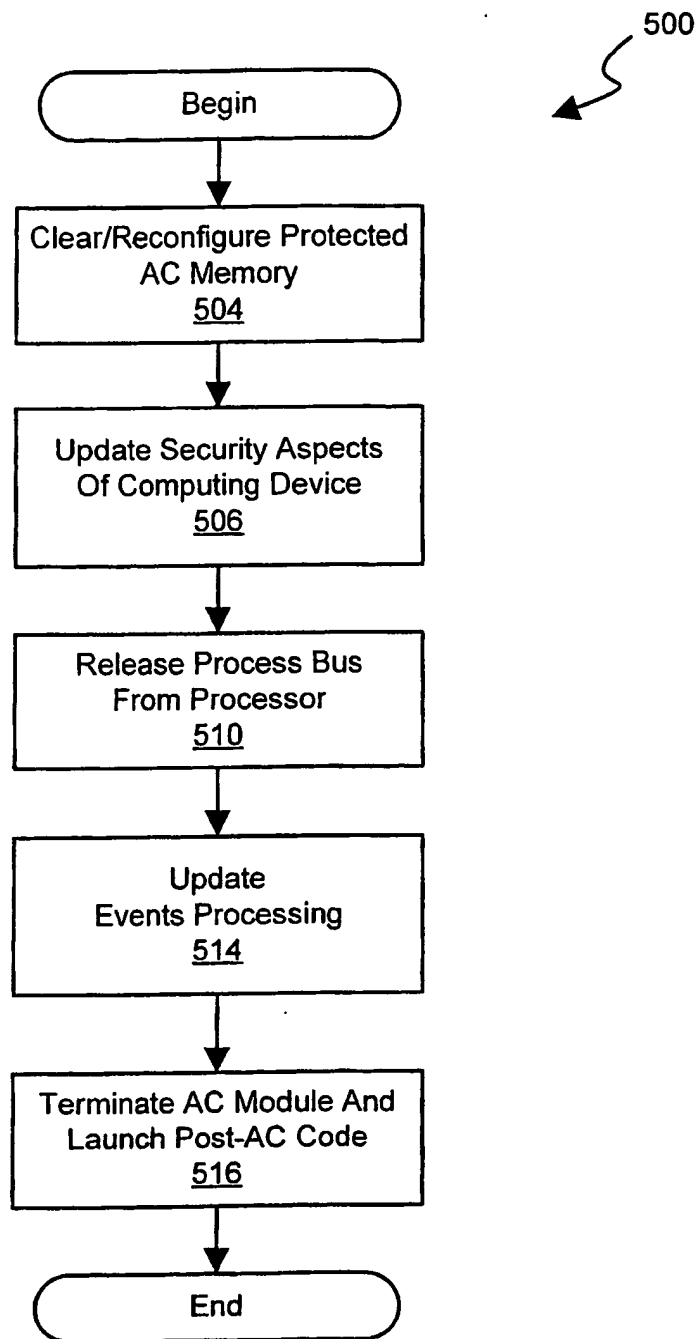 500
Begin
Clear/Reconfigure Protected
AC Memory
504
Update Security Aspects
Of Computing Device
506
Release Process Bus
From Processor
510
Update
Events Processing
514
Terminate AC Module And
Launch Post-AC Code
516
End